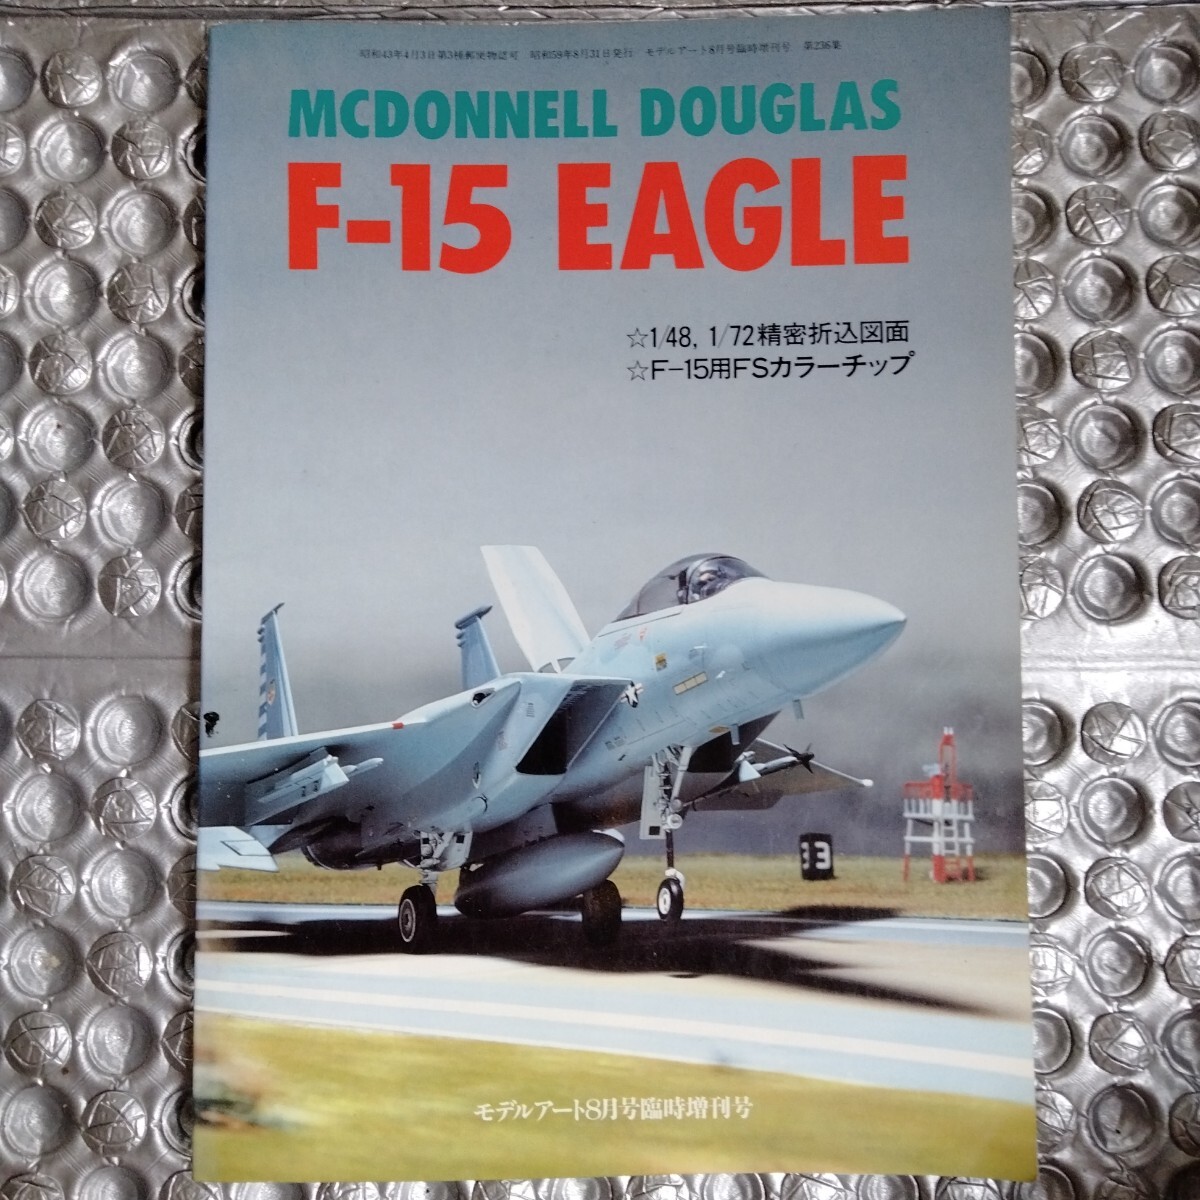 昭和43年4月3日第3種郵便物認可 昭和59年8月31日発行 モデルアート8月号臨時増刊号 第236集
MCDONNELL DOUGLAS
F-15 EAGLE
☆1/48, 1/72精密折込図面
☆F-15用FSカラーチップ
33
モデルアート8月号臨時増刊号